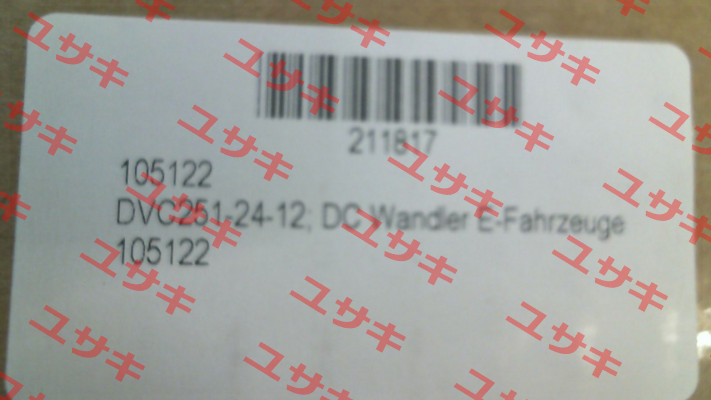 211817
105122
DVC251-24-12; DC Wandler E-Fahrzeuge
105122
ユサキ